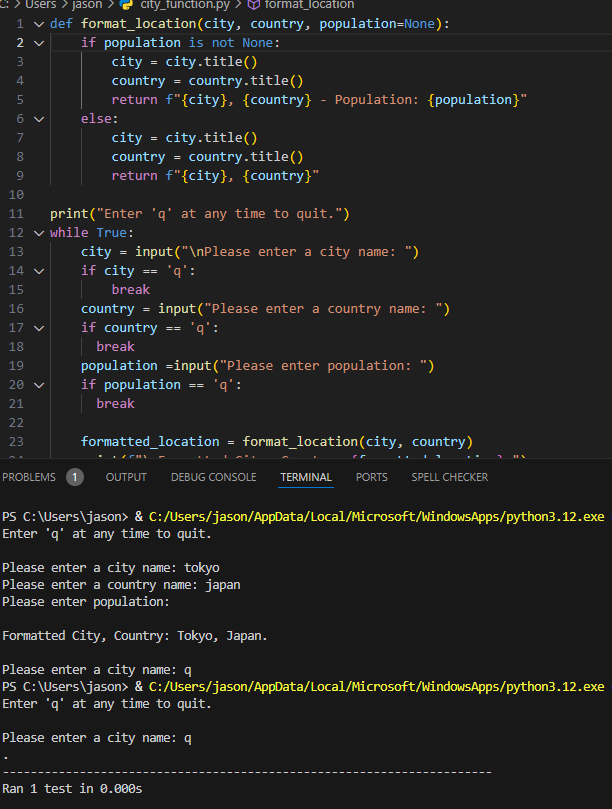 C: > Users > jason > city_function.py > format_location
1 def format_location(city, country, population=None):
2 if population is not None:
3 city = city.title()
4 country = country.title()
5 return f"{city}, {country} - Population: {population}"
6 else:
7 city = city.title()
8 country = country.title()
9 return f"{city}, {country}"
10
11 print("Enter 'q' at any time to quit.")
12 while True:
13 city = input("\nPlease enter a city name: ")
14 if city == 'q':
15 break
16 country = input("Please enter a country name: ")
17 if country == 'q':
18 break
19 population =input("Please enter population: ")
20 if population == 'q':
21 break
22
23 formatted_location = format_location(city, country)
PROBLEMS 1 OUTPUT DEBUG CONSOLE TERMINAL PORTS SPELL CHECKER
PS C:\Users\jason> & C:/Users/jason/AppData/Local/Microsoft/WindowsApps/python3.12.exe
Enter 'q' at any time to quit.
Please enter a city name: tokyo
Please enter a country name: japan
Please enter population:
Formatted City, Country: Tokyo, Japan.
Please enter a city name: q
PS C:\Users\jason> & C:/Users/jason/AppData/Local/Microsoft/WindowsApps/python3.12.exe
Enter 'q' at any time to quit.
Please enter a city name: q
.
----------------------------------------------------------------------
Ran 1 test in 0.000s